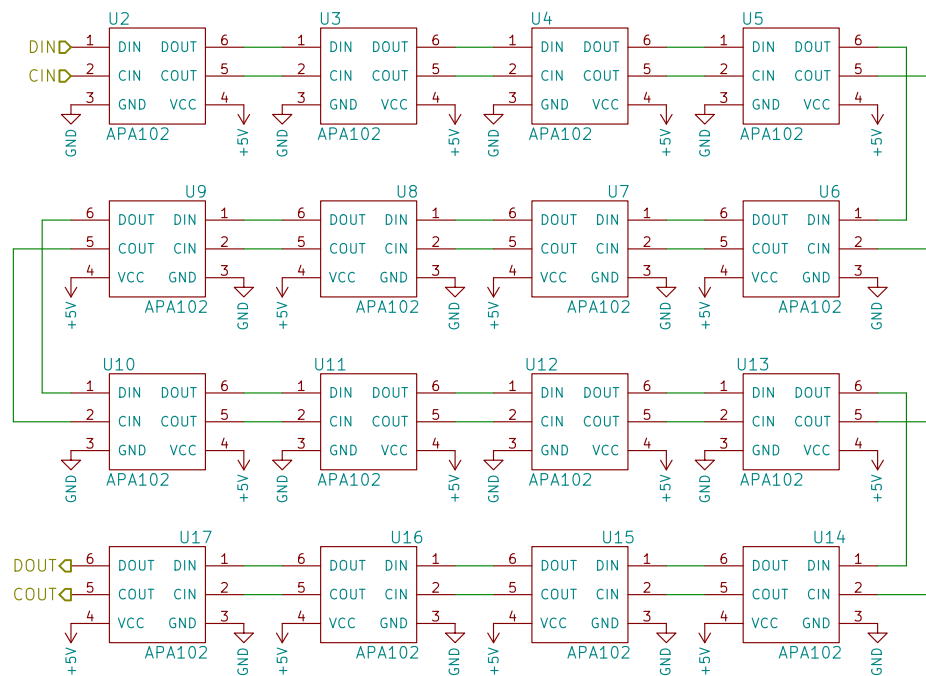 U2 U3 U4 U5
DIN 1 DIN DOUT 6 1 DIN DOUT 6 1 DIN DOUT 6 1 DIN DOUT 6
CIN 2 CIN COUT 5 2 CIN COUT 5 2 CIN COUT 5 2 CIN COUT 5
3 GND VCC 4 3 GND VCC 4 3 GND VCC 4 3 GND VCC 4
GND APA102 +5V GND APA102 +5V GND APA102 +5V GND APA102 +5V
U9 U8 U7 U6
6 DOUT DIN 1 6 DOUT DIN 1 6 DOUT DIN 1 6 DOUT DIN 1
5 COUT CIN 2 5 COUT CIN 2 5 COUT CIN 2 5 COUT CIN 2
4 VCC GND 3 4 VCC GND 3 4 VCC GND 3 4 VCC GND 3
+5V APA102 GND +5V APA102 GND +5V APA102 GND +5V APA102 GND
U10 U11 U12 U13
1 DIN DOUT 6 1 DIN DOUT 6 1 DIN DOUT 6 1 DIN DOUT 6
2 CIN COUT 5 2 CIN COUT 5 2 CIN COUT 5 2 CIN COUT 5
3 GND VCC 4 3 GND VCC 4 3 GND VCC 4 3 GND VCC 4
GND APA102 +5V GND APA102 +5V GND APA102 +5V GND APA102 +5V
U17 U16 U15 U14
DOUT 6 DOUT DIN 1 6 DOUT DIN 1 6 DOUT DIN 1 6 DOUT DIN 1
COUT 5 COUT CIN 2 5 COUT CIN 2 5 COUT CIN 2 5 COUT CIN 2
4 VCC GND 3 4 VCC GND 3 4 VCC GND 3 4 VCC GND 3
+5V APA102 GND +5V APA102 GND +5V APA102 GND +5V APA102 GND